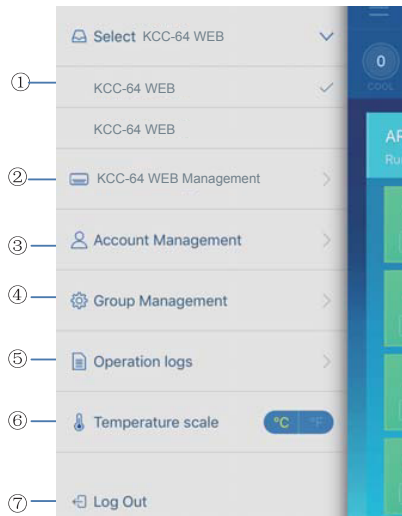 Select KCC-64 WEB
① KCC-64 WEB
KCC-64 WEB
② KCC-64 WEB Management
③ Account Management
④ Group Management
⑤ Operation logs
⑥ Temperature scale °C °F
⑦ Log Out
0
COOL
AR
Ru